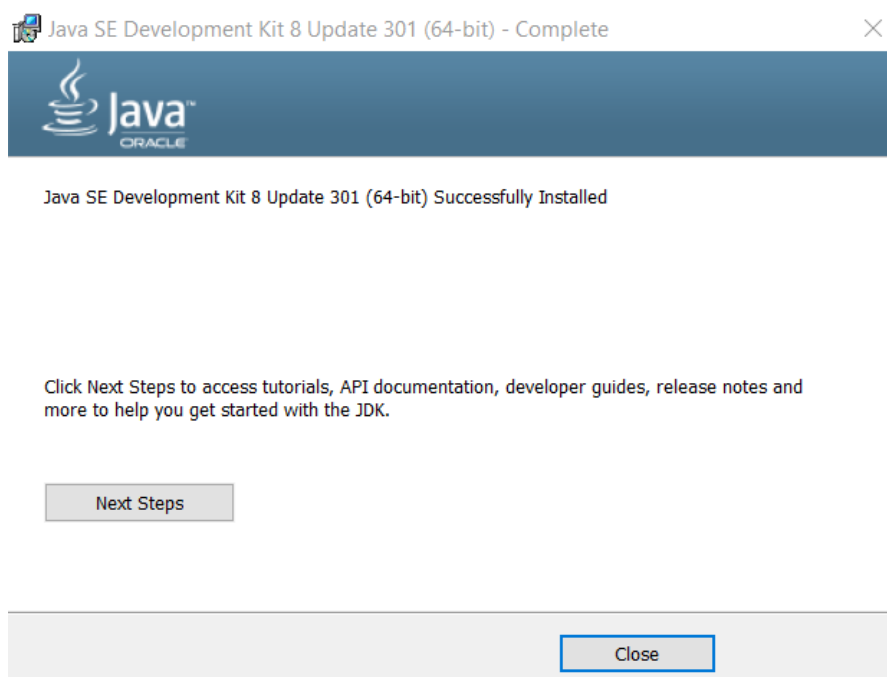 Java SE Development Kit 8 Update 301 (64-bit) - Complete
Java™
ORACLE
Java SE Development Kit 8 Update 301 (64-bit) Successfully Installed
Click Next Steps to access tutorials, API documentation, developer guides, release notes and
more to help you get started with the JDK.
Next Steps
Close